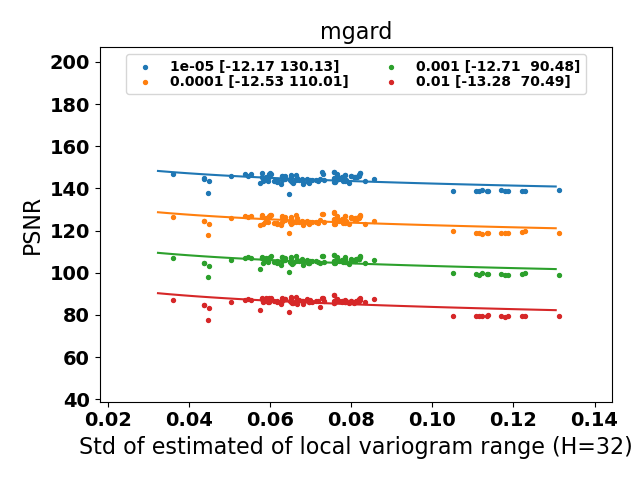 mgard
1e-05 [-12.17 130.13]
0.0001 [-12.53 110.01]
0.001 [-12.71  90.48]
0.01 [-13.28  70.49]
PSNR
200
180
160
140
120
100
80
60
40
0.02 0.04 0.06 0.08 0.10 0.12 0.14
Std of estimated of local variogram range (H=32)